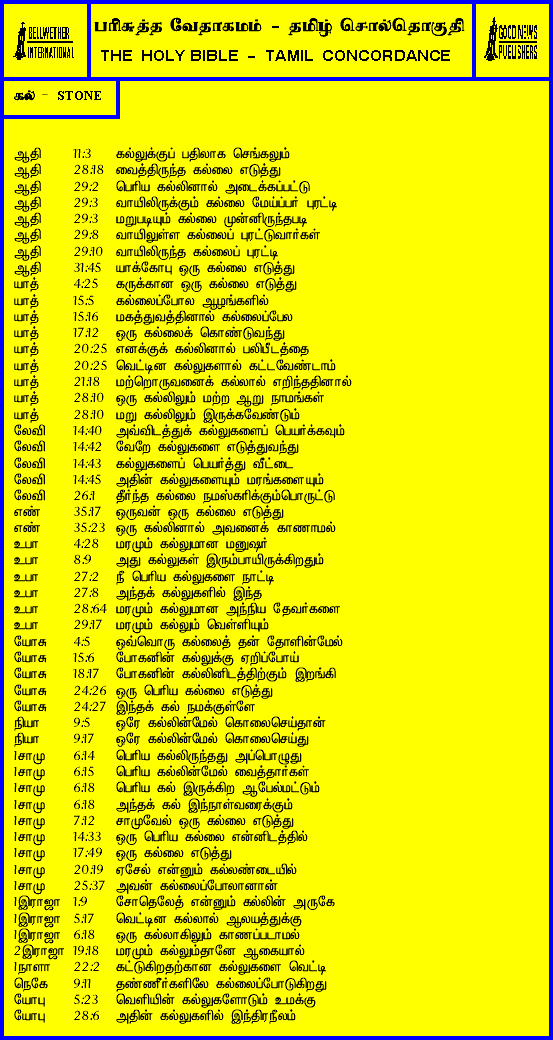 BELLWETHER
INTERNATIONAL
பரிசுத்த வேதாகமம் - தமிழ் சொல்தொகுதி
THE HOLY BIBLE - TAMIL CONCORDANCE
GOOD NEWS
PUBLISHERS
கல் - STONE
ஆதி 11:3 கல்லுக்குப் பதிலாக செங்கலும்
ஆதி 28:18 வைத்திருந்த கல்லை எடுத்து
ஆதி 29:2 பெரிய கல்லினால் அடைக்கப்பட்டு
ஆதி 29:3 வாயிலிருக்கும் கல்லை மேய்ப்பர் புரட்டி
ஆதி 29:3 மறுபடியும் கல்லை முன்னிருந்தபடி
ஆதி 29:8 வாயிலுள்ள கல்லைப் புரட்டுவார்கள்
ஆதி 29:10 வாயிலிருந்த கல்லைப் புரட்டி
ஆதி 31:45 யாக்கோபு ஒரு கல்லை எடுத்து
யாத் 4:25 கருக்கான ஒரு கல்லை எடுத்து
யாத் 15:5 கல்லைப்போல ஆழங்களில்
யாத் 15:16 மகத்துவத்தினால் கல்லைப்பேல
யாத் 17:12 ஒரு கல்லைக் கொண்டுவந்து
யாத் 20:25 எனக்குக் கல்லினால் பலிபீடத்தை
யாத் 20:25 வெட்டின கல்லுகளால் கட்டவேண்டாம்
யாத் 21:18 மற்றொருவனைக் கல்லால் எறிந்ததினால்
யாத் 28:10 ஒரு கல்லிலும் மற்ற ஆறு நாமங்கள்
யாத் 28:10 மறு கல்லிலும் இருக்கவேண்டும்
லேவி 14:40 அவ்விடத்துக் கல்லுகளைப் பெயர்க்கவும்
லேவி 14:42 வேறே கல்லுகளை எடுத்துவந்து
லேவி 14:43 கல்லுகளைப் பெயர்த்து வீட்டை
லேவி 14:45 அதின் கல்லுகளையும் மரங்களையும்
லேவி 26:1 தீர்ந்த கல்லை நமஸ்கரிக்கும்பொருட்டு
எண் 35:17 ஒருவன் ஒரு கல்லை எடுத்து
எண் 35:23 ஒரு கல்லினால் அவனைக் காணாமல்
உபா 4:28 மரமும் கல்லுமான மனுஷர்
உபா 8:9 அது கல்லுகள் இரும்பாயிருக்கிறதும்
உபா 27:2 நீ பெரிய கல்லுகளை நாட்டி
உபா 27:8 அந்தக் கல்லுகளில் இந்த
உபா 28:64 மரமும் கல்லுமான அந்நிய தேவர்களை
உபா 29:17 மரமும் கல்லும் வெள்ளியும்
யோசு 4:5 ஒவ்வொரு கல்லைத் தன் தோளின்மேல்
யோசு 15:6 போகனின் கல்லுக்கு ஏறிப்போய்
யோசு 18:17 போகனின் கல்லினிடத்திற்கும் இறங்கி
யோசு 24:26 ஒரு பெரிய கல்லை எடுத்து
யோசு 24:27 இந்தக் கல் நமக்குள்ளே
நியா 9:5 ஒரே கல்லின்மேல் கொலைசெய்தான்
நியா 9:17 ஒரே கல்லின்மேல் கொலைசெய்து
1சாமு 6:14 பெரிய கல்லிருந்தது அப்பொழுது
1சாமு 6:15 பெரிய கல்லின்மேல் வைத்தார்கள்
1சாமு 6:18 பெரிய கல் இருக்கிற ஆபேல்மட்டும்
1சாமு 6:18 அந்தக் கல் இந்நாள்வரைக்கும்
1சாமு 7:12 சாமுவேல் ஒரு கல்லை எடுத்து
1சாமு 14:33 ஒரு பெரிய கல்லை என்னிடத்தில்
1சாமு 17:49 ஒரு கல்லை எடுத்து
1சாமு 20:19 ஏசேல் என்னும் கல்லண்டையில்
1சாமு 25:37 அவன் கல்லைப்போலானான்
1இராஜா 1:9 சோதெலேத் என்னும் கல்லின் அருகே
1இராஜா 5:17 வெட்டின கல்லால் ஆலயத்துக்கு
1இராஜா 6:18 ஒரு கல்லாகிலும் காணப்படாமல்
2இராஜா 19:18 மரமும் கல்லும்தானே ஆகையால்
1நாளா 22:2 கட்டுகிறதற்கான கல்லுகளை வெட்டி
நெகே 9:11 தண்ணீர்களிலே கல்லைப்போடுகிறது
யோபு 5:23 வெளியின் கல்லுகளோடும் உமக்கு
யோபு 28:6 அதின் கல்லுகளில் இந்திரநீலம்